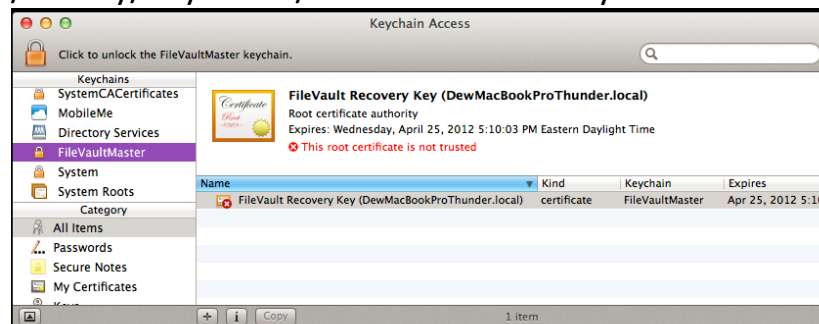 Keychain Access
Click to unlock the FileVaultMaster keychain.
Keychains
SystemCACertificates
MobileMe
Directory Services
FileVaultMaster
System
System Roots
Category
All Items
Passwords
Secure Notes
My Certificates
Certificate
Root
FileVault Recovery Key (DewMacBookProThunder.local)
Root certificate authority
Expires: Wednesday, April 25, 2012 5:10:03 PM Eastern Daylight Time
This root certificate is not trusted
Name Kind Keychain Expires
FileVault Recovery Key (DewMacBookProThunder.local) certificate FileVaultMaster Apr 25, 2012 5:1
+ i Copy 1 item